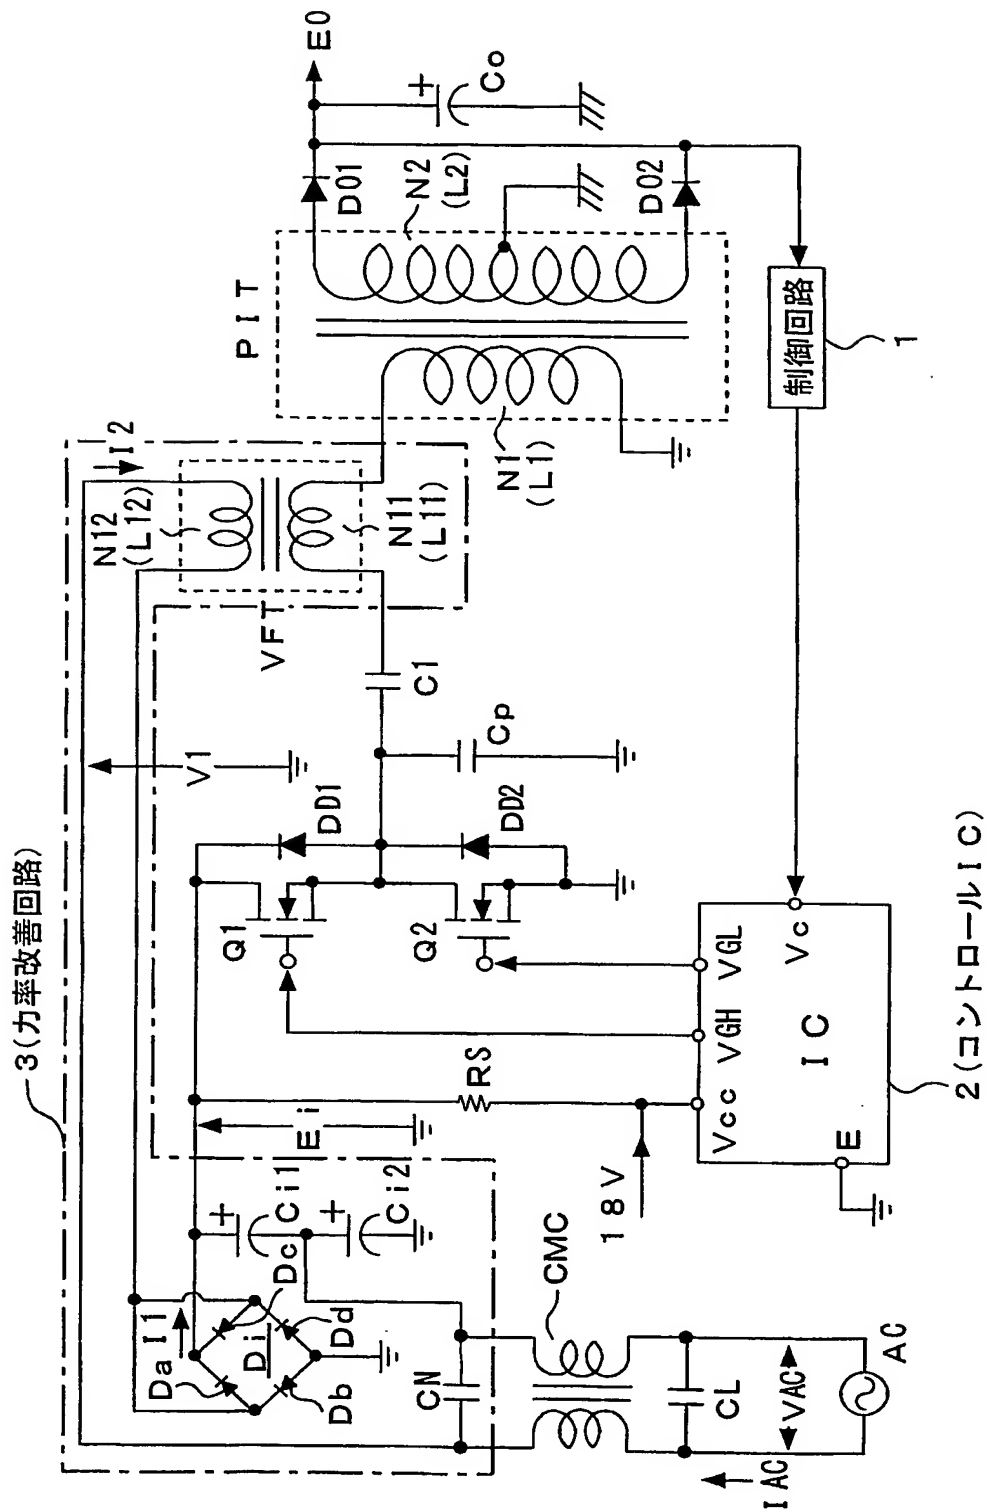 3(力率改善回路)
I2
N12
(L12)
VFT
N11
(L11)
PIT
N1
(L1)
N2
(L2)
DO1
DO2
E0
+
Co
V1
C1
Cp
DD1
DD2
Q1
Q2
I1
Da
Dc
Di
Db
Dd
+
Ci1
+
Ci2
Ei
RS
18V
CN
CMC
CL
VAC
AC
IAC
Vcc
VGH
VGL
Vc
IC
E
2(コントロールIC)
制御回路
1